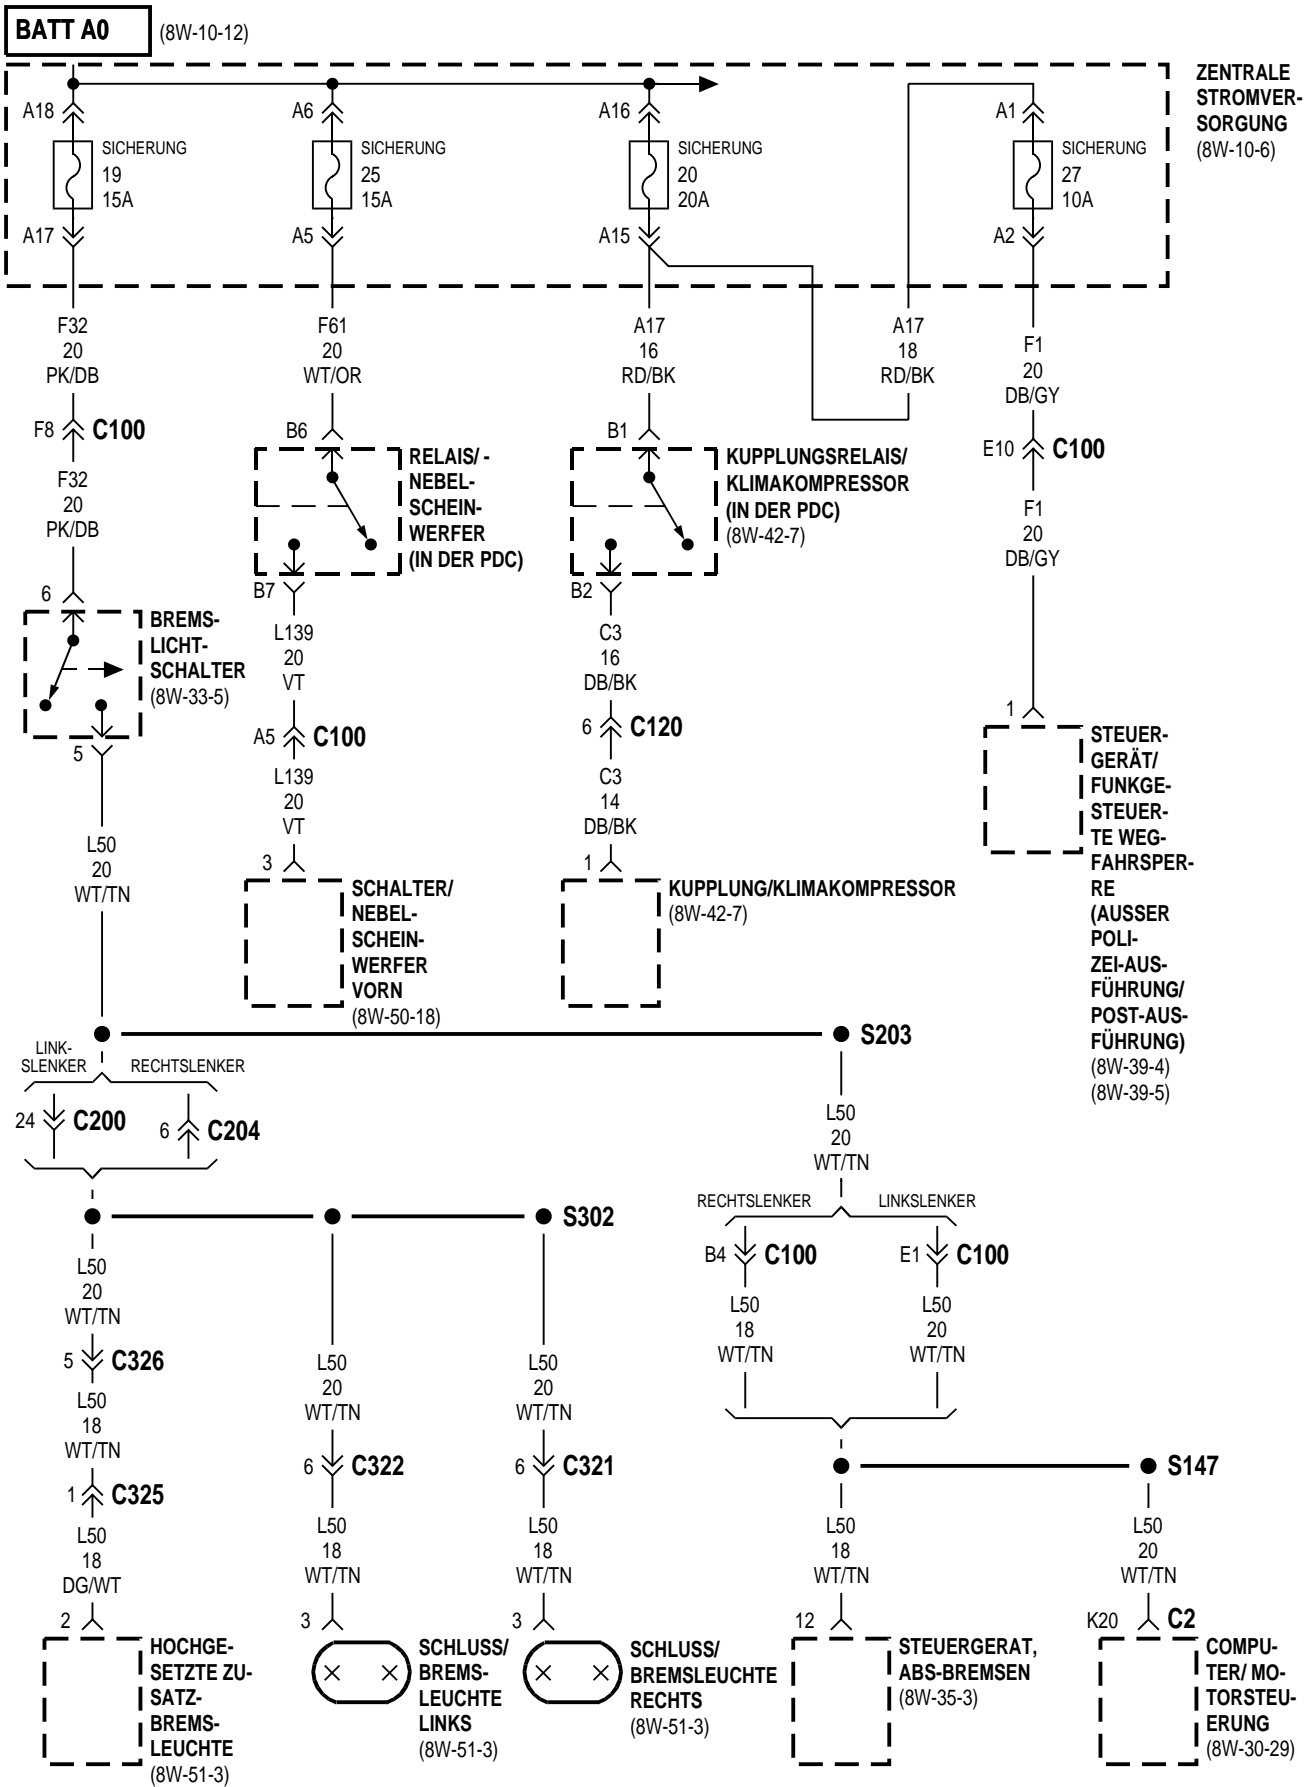 BATT A0
(8W-10-12)
ZENTRALE
STROMVER-
SORGUNG
(8W-10-6)
A18
SICHERUNG
19
15A
A17
A6
SICHERUNG
25
15A
A5
A16
SICHERUNG
20
20A
A15
A1
SICHERUNG
27
10A
A2
F32
20
PK/DB
F8
C100
F32
20
PK/DB
6
BREMS-
LICHT-
SCHALTER
(8W-33-5)
5
L50
20
WT/TN
F61
20
WT/OR
B6
RELAIS/ -
NEBEL-
SCHEIN-
WERFER
(IN DER PDC)
B7
L139
20
VT
A5
C100
L139
20
VT
3
SCHALTER/
NEBEL-
SCHEIN-
WERFER
VORN
(8W-50-18)
A17
16
RD/BK
B1
KUPPLUNGSRELAIS/
KLIMAKOMPRESSOR
(IN DER PDC)
(8W-42-7)
B2
C3
16
DB/BK
6
C120
C3
14
DB/BK
1
KUPPLUNG/KLIMAKOMPRESSOR
(8W-42-7)
A17
18
RD/BK
F1
20
DB/GY
E10
C100
F1
20
DB/GY
1
STEUER-
GERÄT/
FUNKGE-
STEUER-
TE WEG-
FAHRSPER-
RE
(AUSSER
POLI-
ZEI-AUS-
FÜHRUNG/
POST-AUS-
FÜHRUNG)
(8W-39-4)
(8W-39-5)
S203
LINK-
SLENKER
RECHTSLENKER
24
C200
6
C204
S302
L50
20
WT/TN
5
C326
L50
18
WT/TN
1
C325
L50
18
DG/WT
2
HOCHGE-
SETZTE ZU-
SATZ-
BREMS-
LEUCHTE
(8W-51-3)
L50
20
WT/TN
6
C322
L50
18
WT/TN
3
SCHLUSS/
BREMS-
LEUCHTE
LINKS
(8W-51-3)
L50
20
WT/TN
6
C321
L50
18
WT/TN
3
SCHLUSS/
BREMSLEUCHTE
RECHTS
(8W-51-3)
L50
20
WT/TN
RECHTSLENKER
LINKSLENKER
B4
C100
L50
18
WT/TN
E1
C100
L50
20
WT/TN
S147
L50
18
WT/TN
12
STEUERGERAT,
ABS-BREMSEN
(8W-35-3)
L50
20
WT/TN
K20
C2
COMPU-
TER/ MO-
TORSTEU-
ERUNG
(8W-30-29)